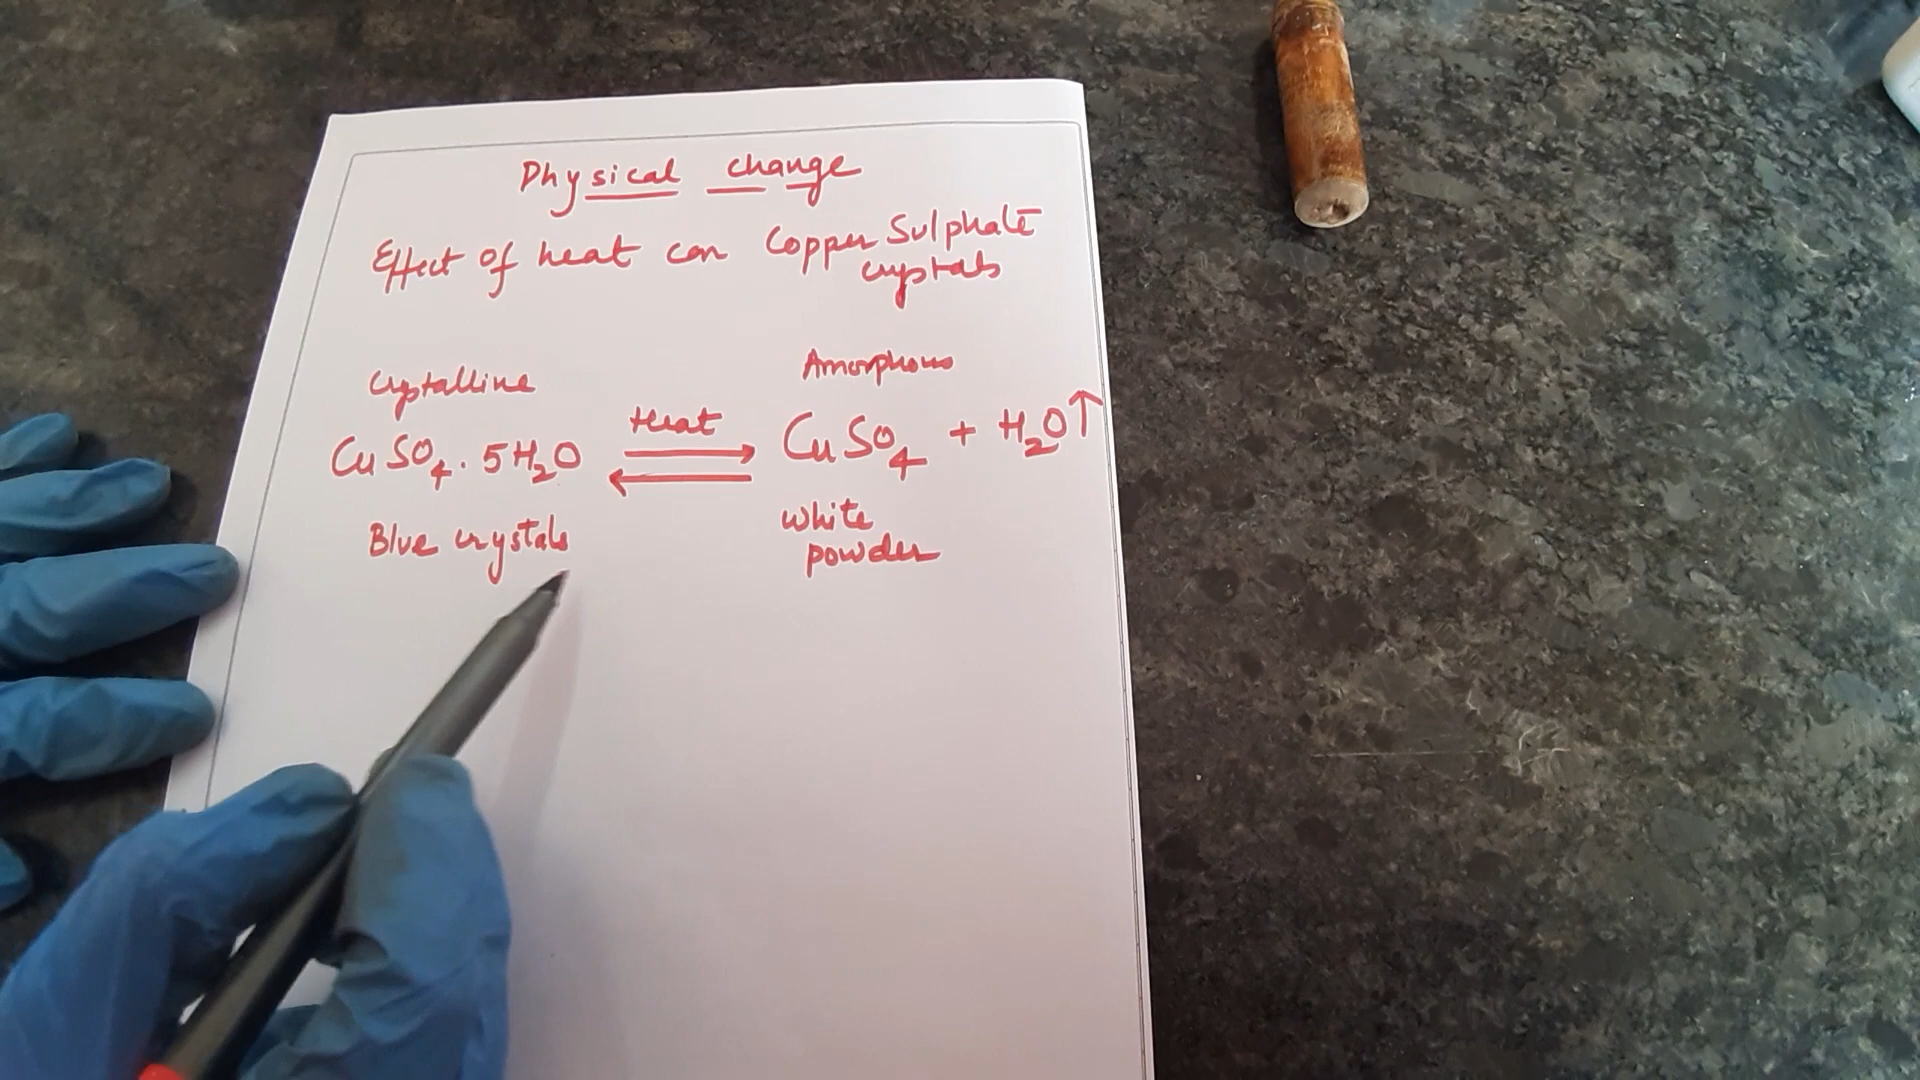 Physical change
Effect of heat on Copper Sulphate
crystals
Crystalline
Amorphous
Heat
CuSO4 . 5H2O ⇄ CuSO4 + H2O↑
Blue crystals
White
powder